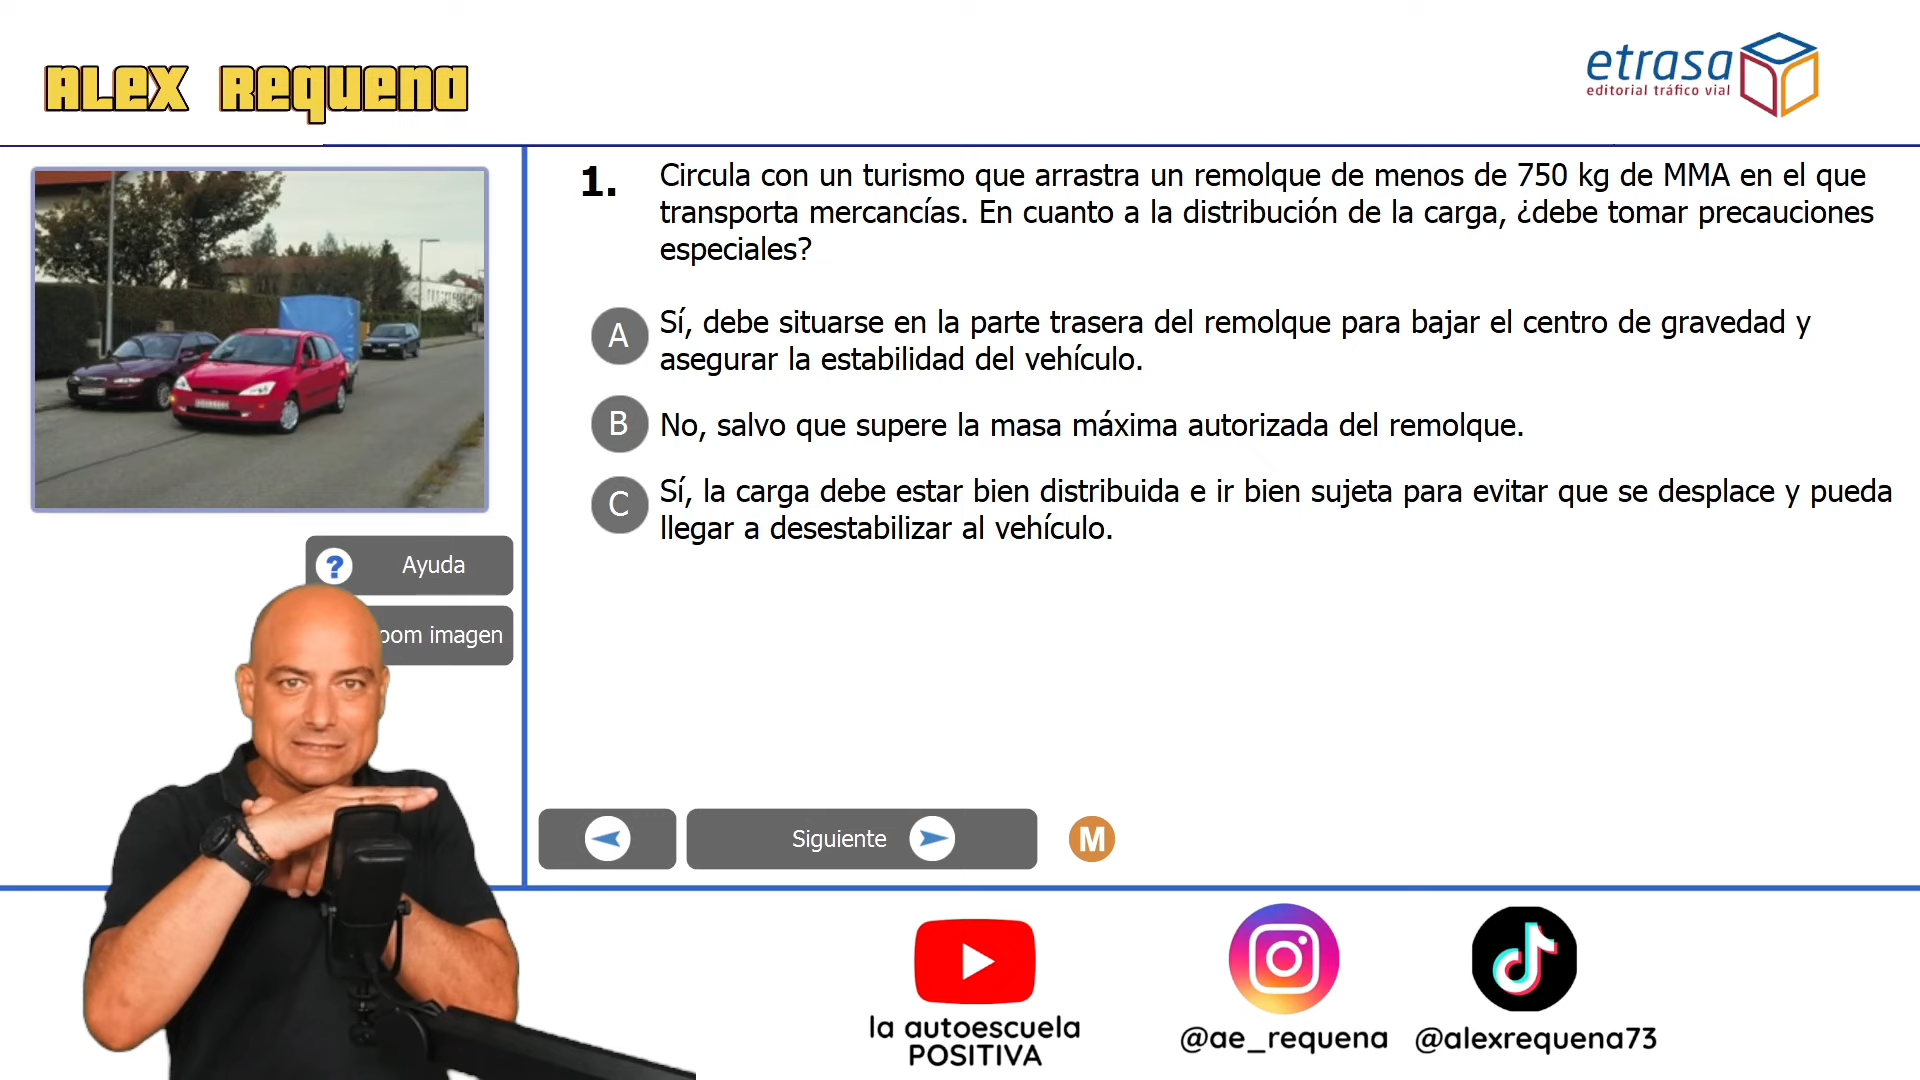 ALEX REQUENA
etrasa
editorial tráfico vial
1.
Circula con un turismo que arrastra un remolque de menos de 750 kg de MMA en el que
transporta mercancías. En cuanto a la distribución de la carga, ¿debe tomar precauciones
especiales?
A
Sí, debe situarse en la parte trasera del remolque para bajar el centro de gravedad y
asegurar la estabilidad del vehículo.
B
No, salvo que supere la masa máxima autorizada del remolque.
C
Sí, la carga debe estar bien distribuida e ir bien sujeta para evitar que se desplace y pueda
llegar a desestabilizar al vehículo.
? Ayuda
oom imagen
Siguiente
M
la autoescuela
POSITIVA
@ae_requena
@alexrequena73